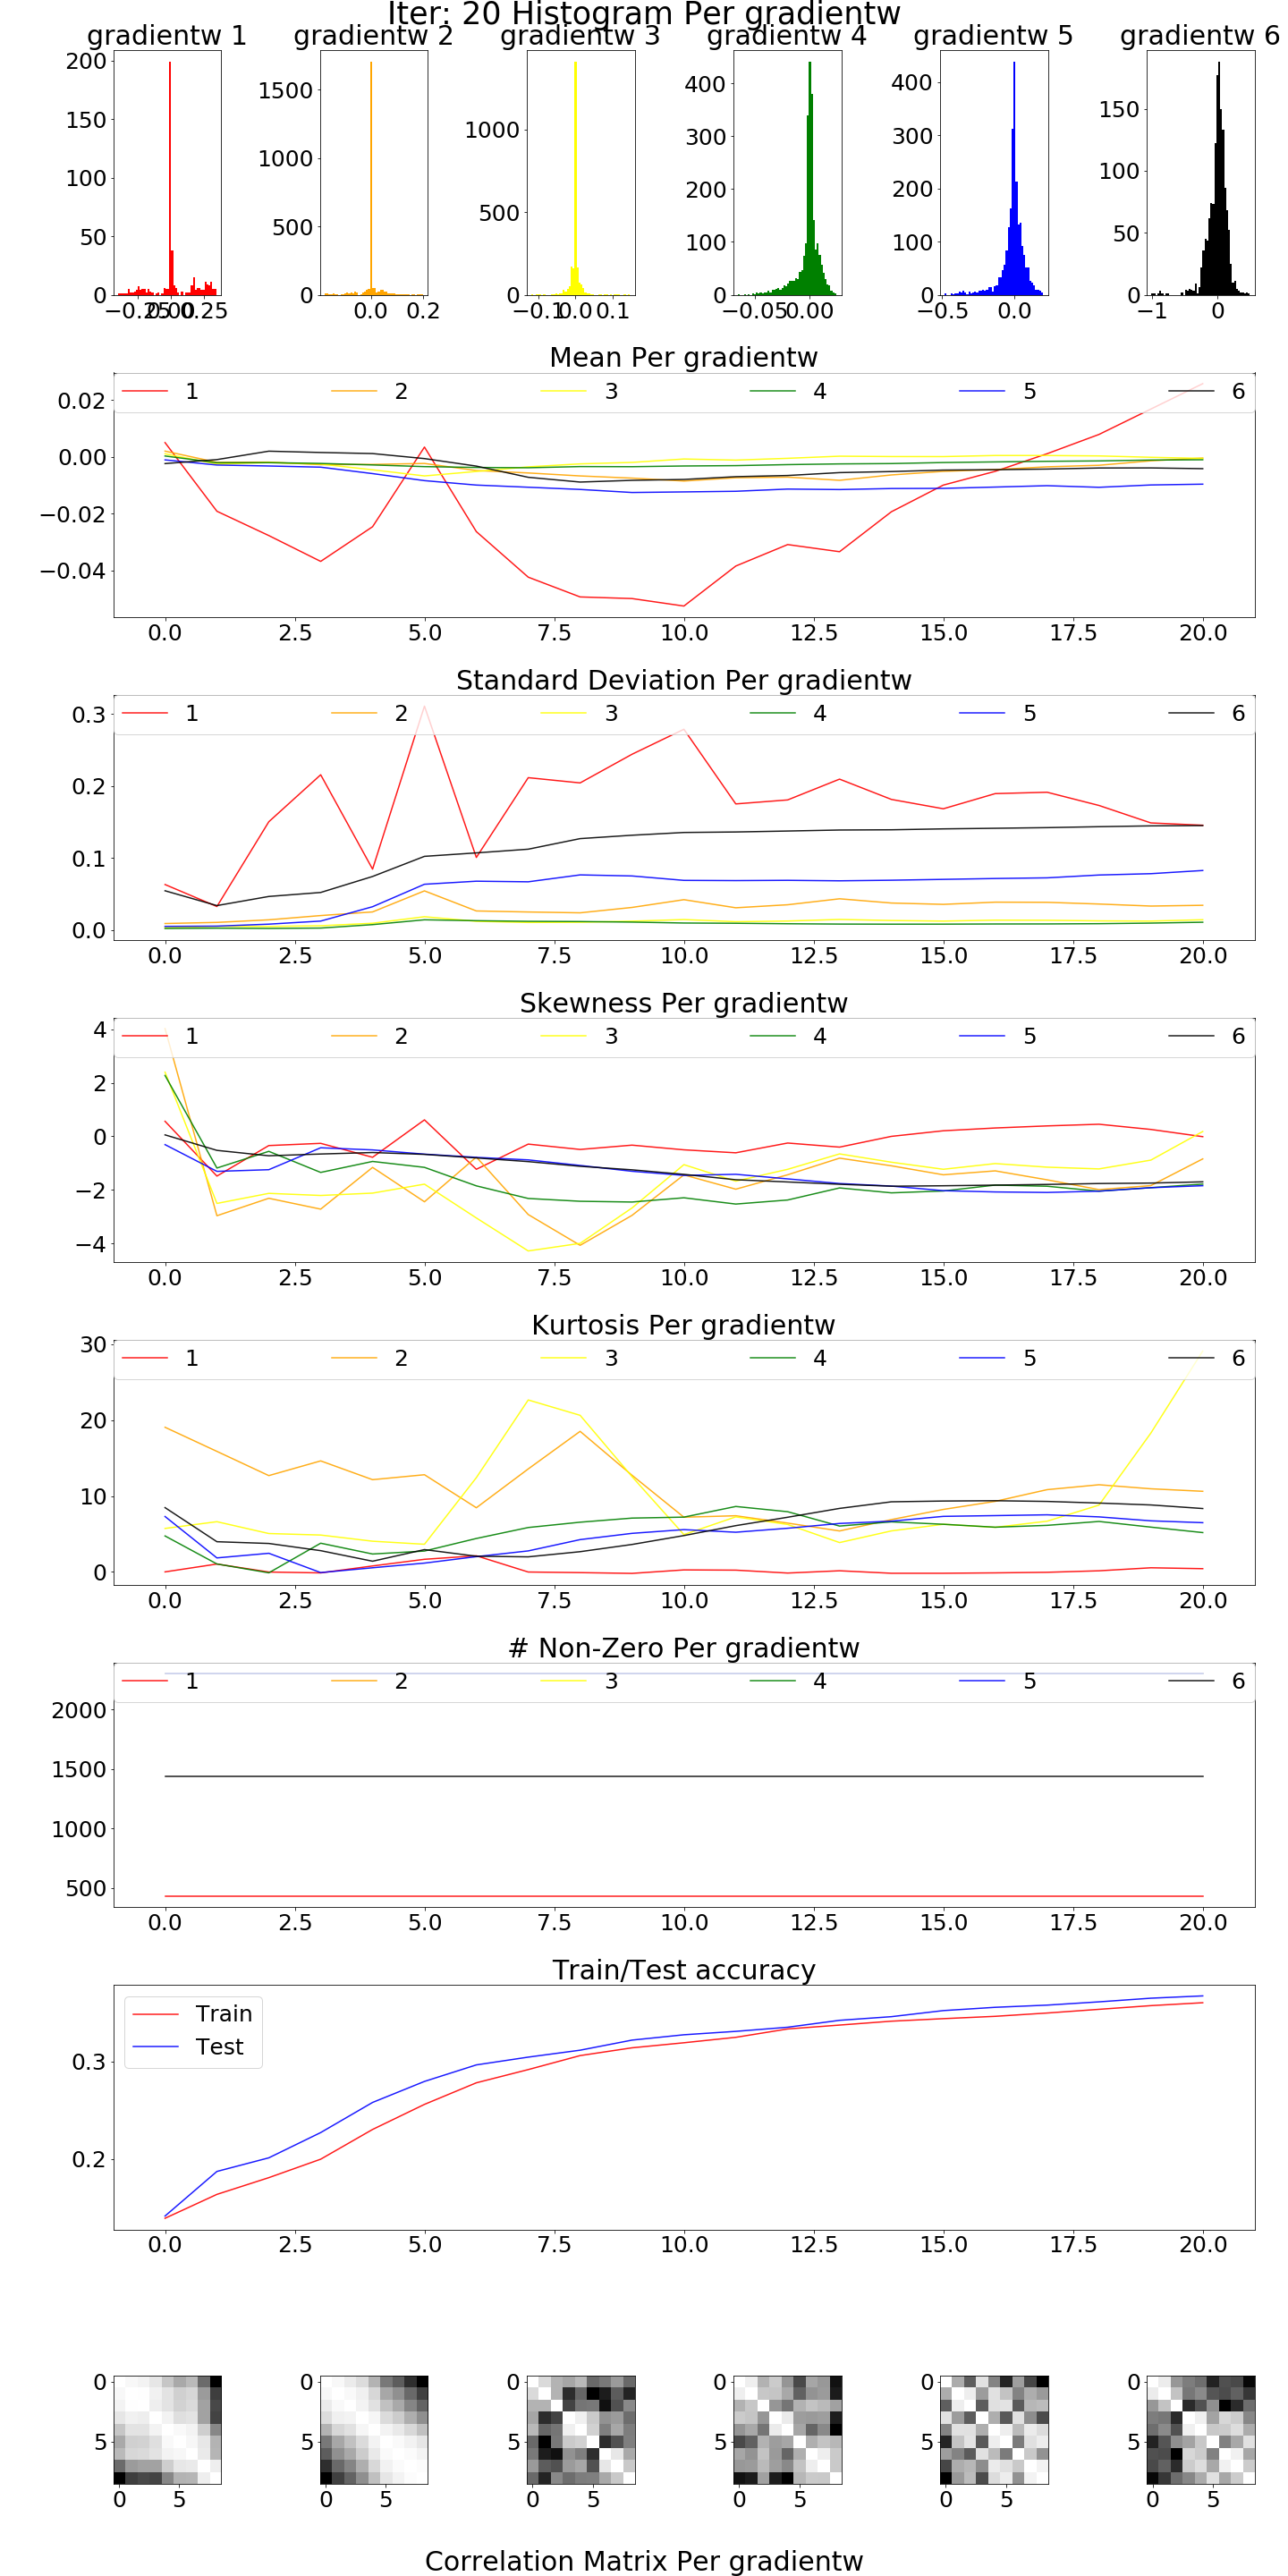 Iter: 20 Histogram Per gradientw
gradientw 1 gradientw 2 gradientw 3 gradientw 4 gradientw 5 gradientw 6
200
150
100
50
0
−0.25 0.00 0.25
1500
1000
500
0
0.0 0.2
1000
500
0
−0.1 0.0 0.1
400
300
200
100
0
−0.05 0.00
400
300
200
100
0
−0.5 0.0
150
100
50
0
−1 0
Mean Per gradientw
1 2 3 4 5 6
0.02
0.00
−0.02
−0.04
0.0 2.5 5.0 7.5 10.0 12.5 15.0 17.5 20.0
Standard Deviation Per gradientw
1 2 3 4 5 6
0.3
0.2
0.1
0.0
0.0 2.5 5.0 7.5 10.0 12.5 15.0 17.5 20.0
Skewness Per gradientw
1 2 3 4 5 6
4
2
0
−2
−4
0.0 2.5 5.0 7.5 10.0 12.5 15.0 17.5 20.0
Kurtosis Per gradientw
1 2 3 4 5 6
30
20
10
0
0.0 2.5 5.0 7.5 10.0 12.5 15.0 17.5 20.0
# Non-Zero Per gradientw
1 2 3 4 5 6
2000
1500
1000
500
0.0 2.5 5.0 7.5 10.0 12.5 15.0 17.5 20.0
Train/Test accuracy
Train
Test
0.3
0.2
0.0 2.5 5.0 7.5 10.0 12.5 15.0 17.5 20.0
0 0 0 0 0 0
5 5 5 5 5 5
0 5 0 5 0 5 0 5 0 5 0 5
Correlation Matrix Per gradientw